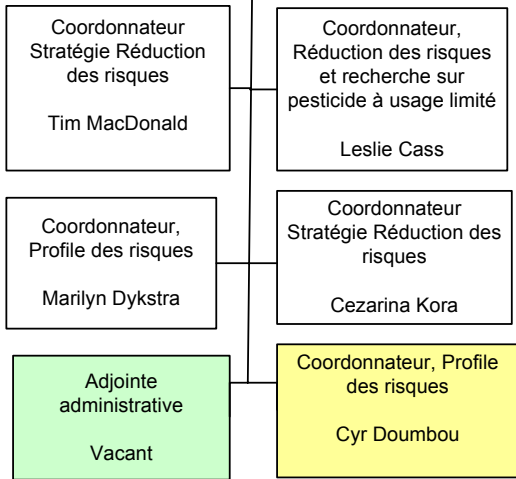 Coordonnateur
Stratégie Réduction
des risques
Tim MacDonald
Coordonnateur,
Réduction des risques
et recherche sur
pesticide à usage limité
Leslie Cass
Coordonnateur,
Profile des risques
Marilyn Dykstra
Coordonnateur
Stratégie Réduction des
risques
Cezarina Kora
Adjointe
administrative
Vacant
Coordonnateur, Profile
des risques
Cyr Doumbou